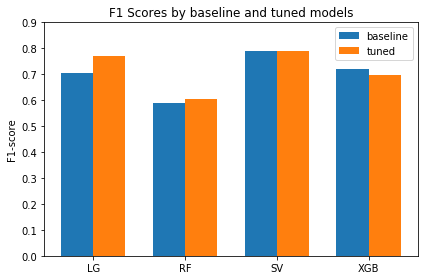 F1 Scores by baseline and tuned models
baseline
tuned
F1-score
0.9
0.8
0.7
0.6
0.5
0.4
0.3
0.2
0.1
0.0
LG RF SV XGB